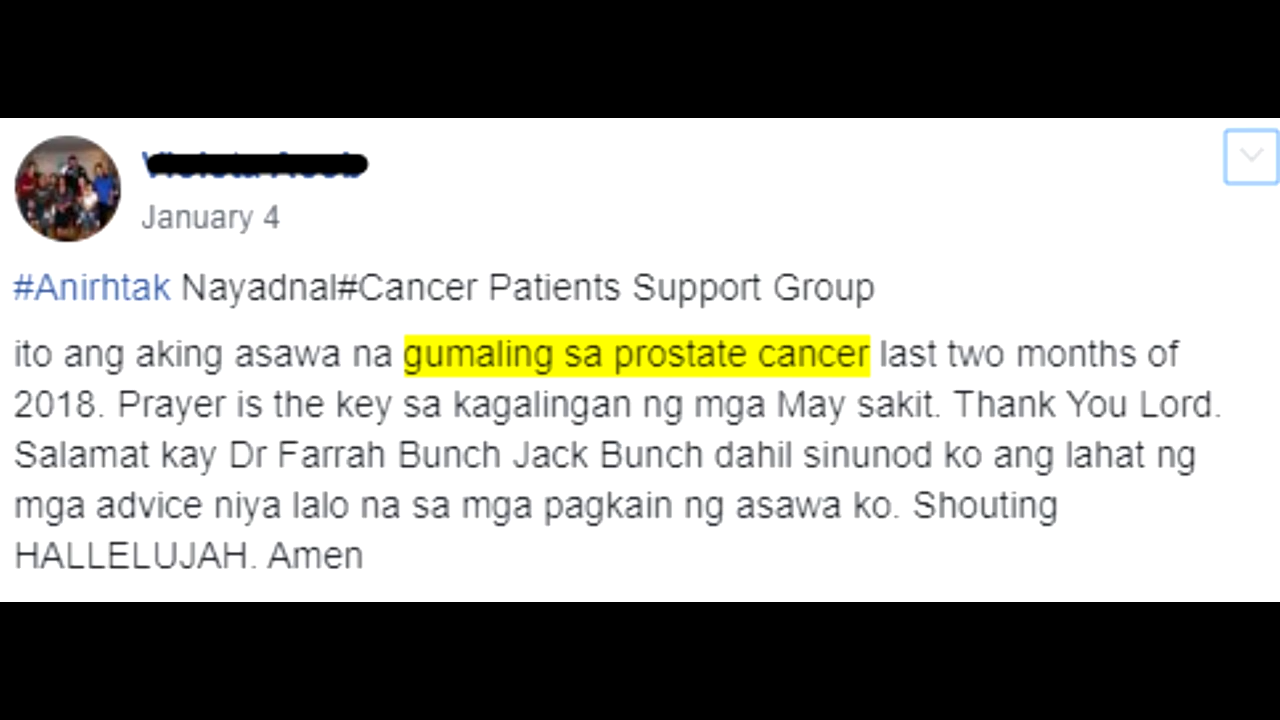 January 4
#Anirhtak Nayadnal#Cancer Patients Support Group
ito ang aking asawa na gumaling sa prostate cancer last two months of
2018. Prayer is the key sa kagalingan ng mga May sakit. Thank You Lord.
Salamat kay Dr Farrah Bunch Jack Bunch dahil sinunod ko ang lahat ng
mga advice niya lalo na sa mga pagkain ng asawa ko. Shouting
HALLELUJAH. Amen